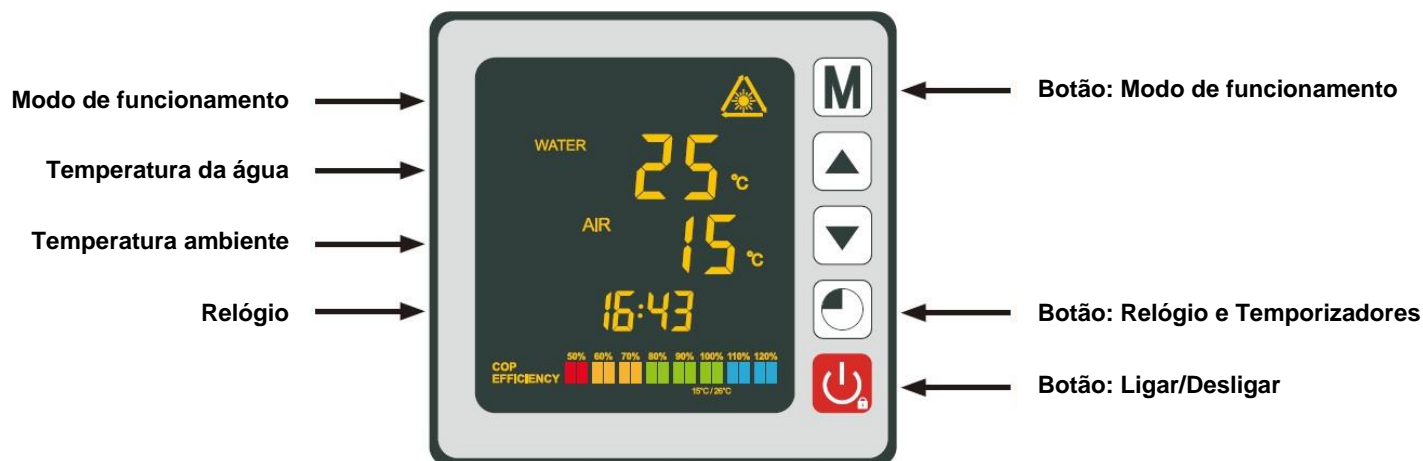 Modo de funcionamento
Temperatura da água
Temperatura ambiente
Relógio
WATER 25 °C
AIR 15 °C
16:43
50% 60% 70% 80% 90% 100% 110% 120%
COP
EFFICIENCY
15°C / 26°C
M
Botão: Modo de funcionamento
Botão: Relógio e Temporizadores
Botão: Ligar/Desligar